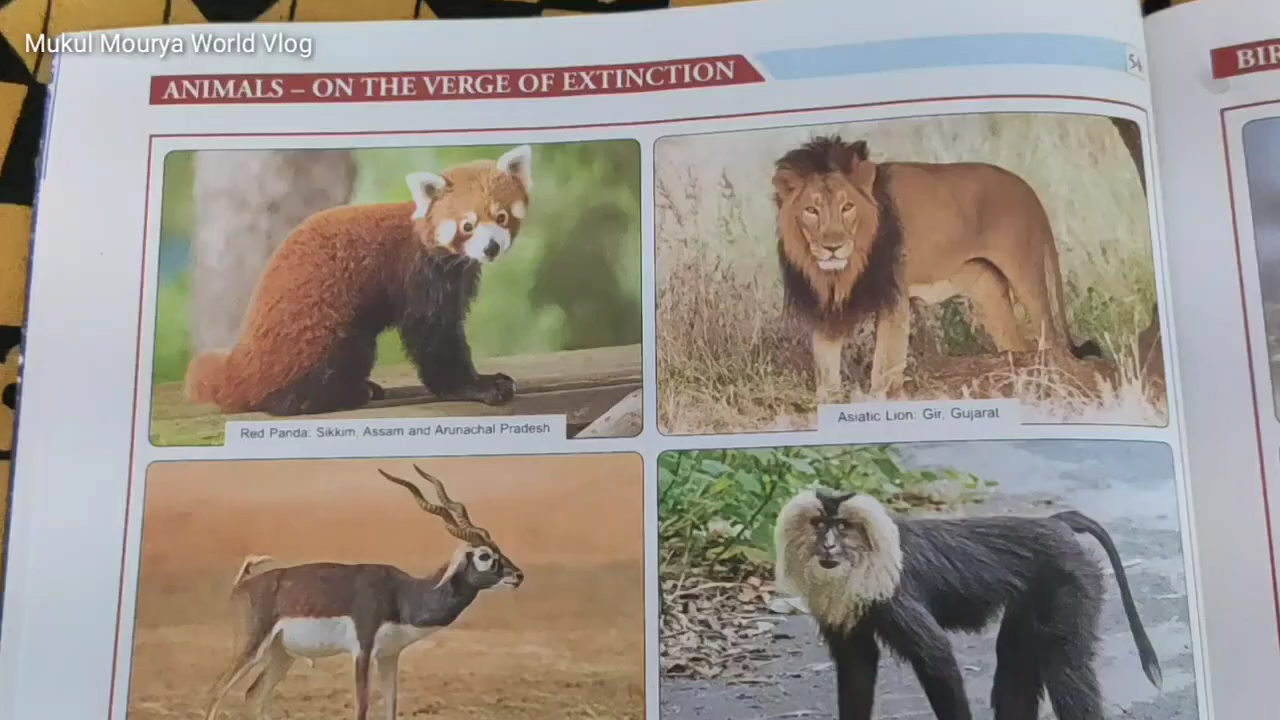 Mukul Mourya World Vlog
ANIMALS – ON THE VERGE OF EXTINCTION
54
Red Panda: Sikkim, Assam and Arunachal Pradesh
Asiatic Lion: Gir, Gujarat